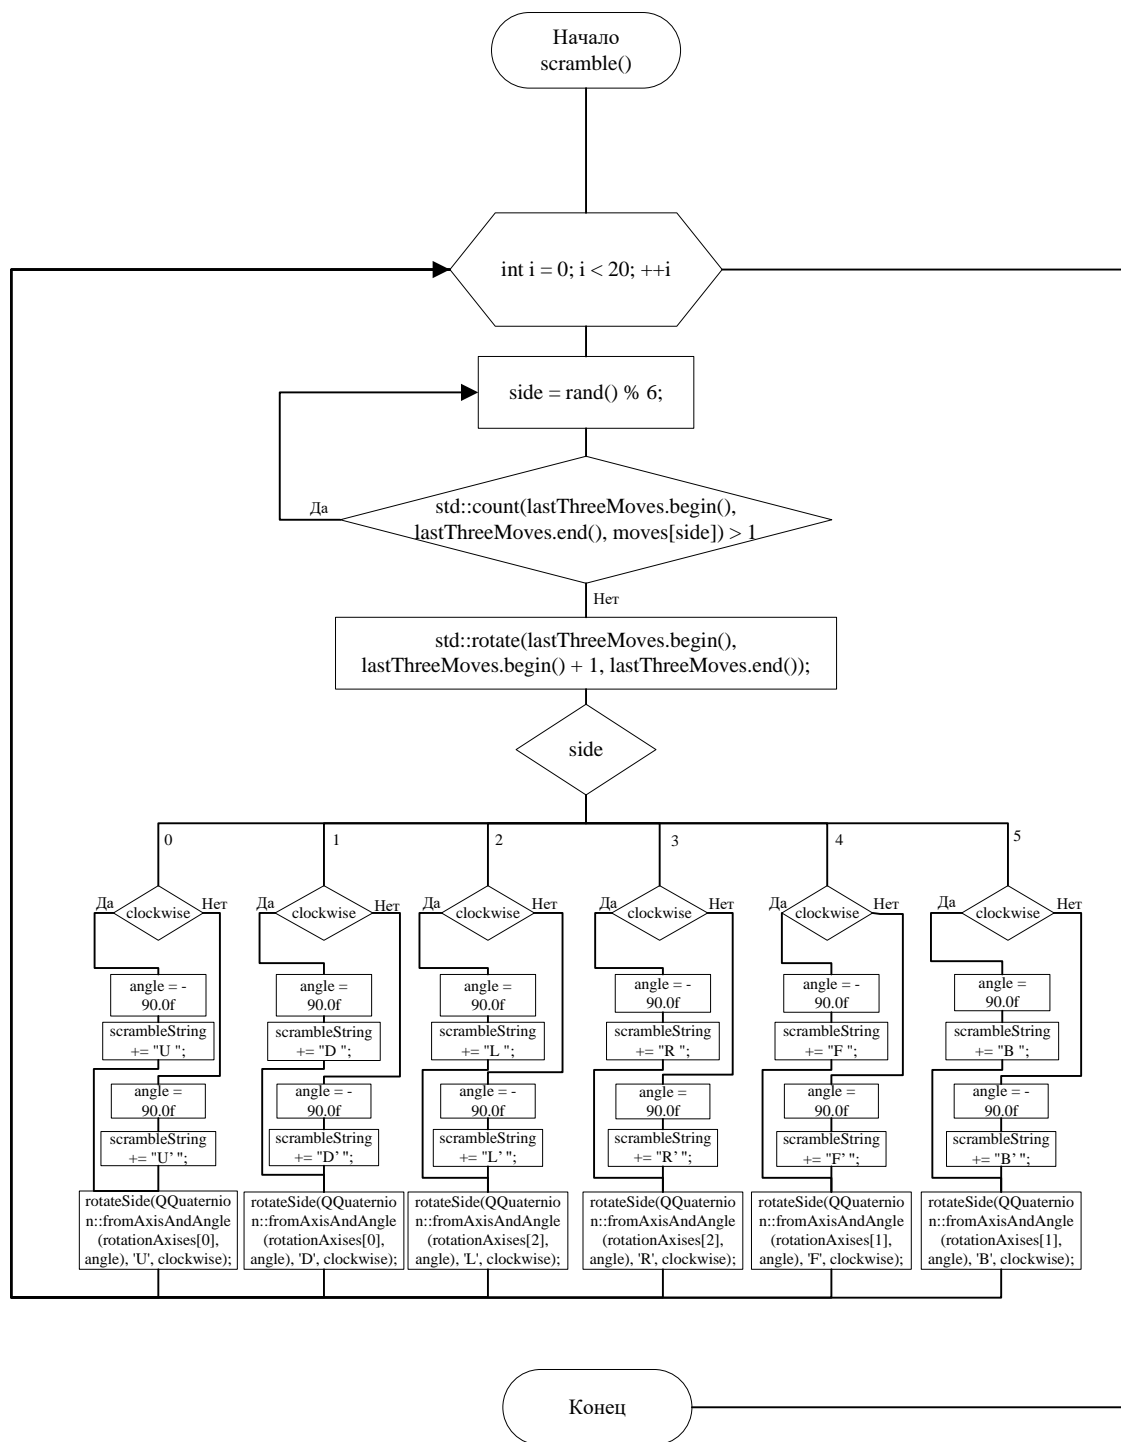 Начало
scramble()
int i = 0; i < 20; ++i
side = rand() % 6;
std::count(lastThreeMoves.begin(),
lastThreeMoves.end(), moves[side]) > 1
Да
Нет
std::rotate(lastThreeMoves.begin(),
lastThreeMoves.begin() + 1, lastThreeMoves.end());
side
0
1
2
3
4
5
Да
clockwise
Нет
Да
clockwise
Нет
Да
clockwise
Нет
Да
clockwise
Нет
Да
clockwise
Нет
Да
clockwise
Нет
angle = -
90.0f
angle =
90.0f
angle =
90.0f
angle = -
90.0f
angle = -
90.0f
angle =
90.0f
scrambleString
+= "U ";
scrambleString
+= "D ";
scrambleString
+= "L ";
scrambleString
+= "R ";
scrambleString
+= "F ";
scrambleString
+= "B ";
angle =
90.0f
angle = -
90.0f
angle = -
90.0f
angle =
90.0f
angle =
90.0f
angle = -
90.0f
scrambleString
+= "U’ ";
scrambleString
+= "D’ ";
scrambleString
+= "L’ ";
scrambleString
+= "R’ ";
scrambleString
+= "F’ ";
scrambleString
+= "B’ ";
rotateSide(QQuaternio
n::fromAxisAndAngle
(rotationAxises[0],
angle), 'U', clockwise);
rotateSide(QQuaternio
n::fromAxisAndAngle
(rotationAxises[0],
angle), 'D', clockwise);
rotateSide(QQuaternio
n::fromAxisAndAngle
(rotationAxises[2],
angle), 'L', clockwise);
rotateSide(QQuaternio
n::fromAxisAndAngle
(rotationAxises[2],
angle), 'R', clockwise);
rotateSide(QQuaternio
n::fromAxisAndAngle
(rotationAxises[1],
angle), 'F', clockwise);
rotateSide(QQuaternio
n::fromAxisAndAngle
(rotationAxises[1],
angle), 'B', clockwise);
Конец